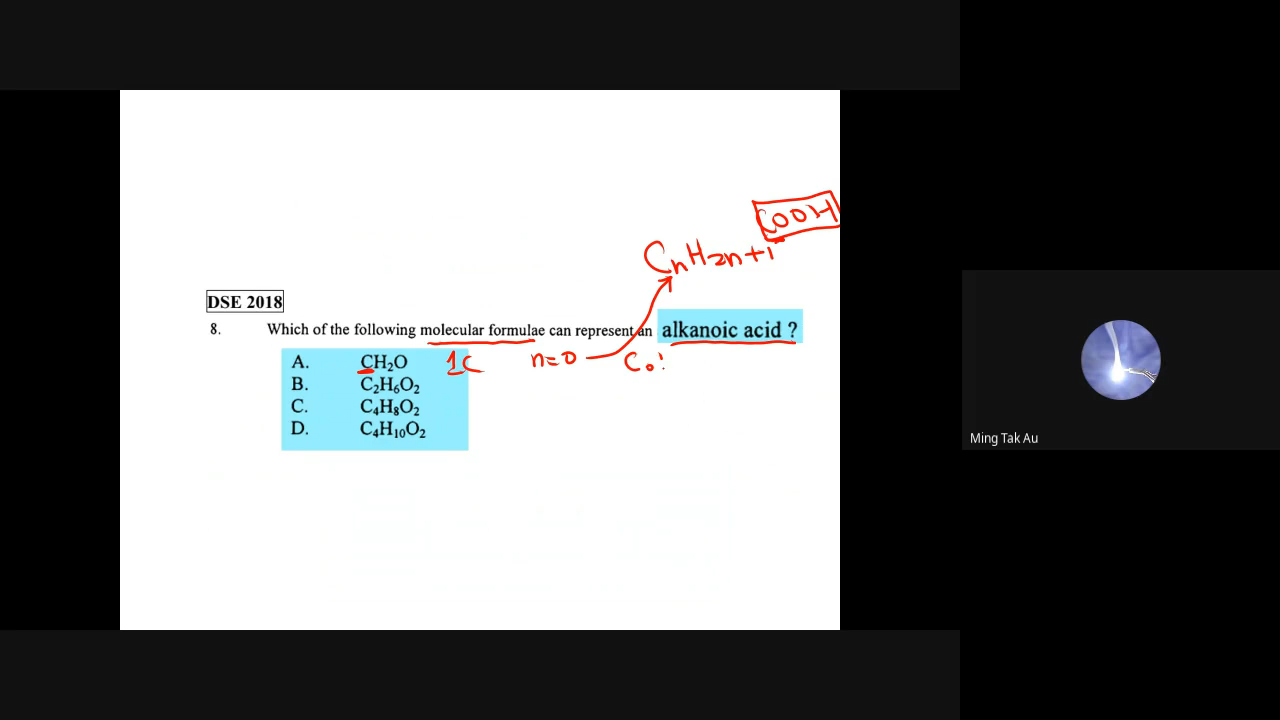 COOH
CnH2n+1
DSE 2018
8. Which of the following molecular formulae can represent an alkanoic acid ?
A. CH₂O 1C n=0 C₀
B. C₂H₆O₂
C. C₄H₈O₂
D. C₄H₁₀O₂
Ming Tak Au